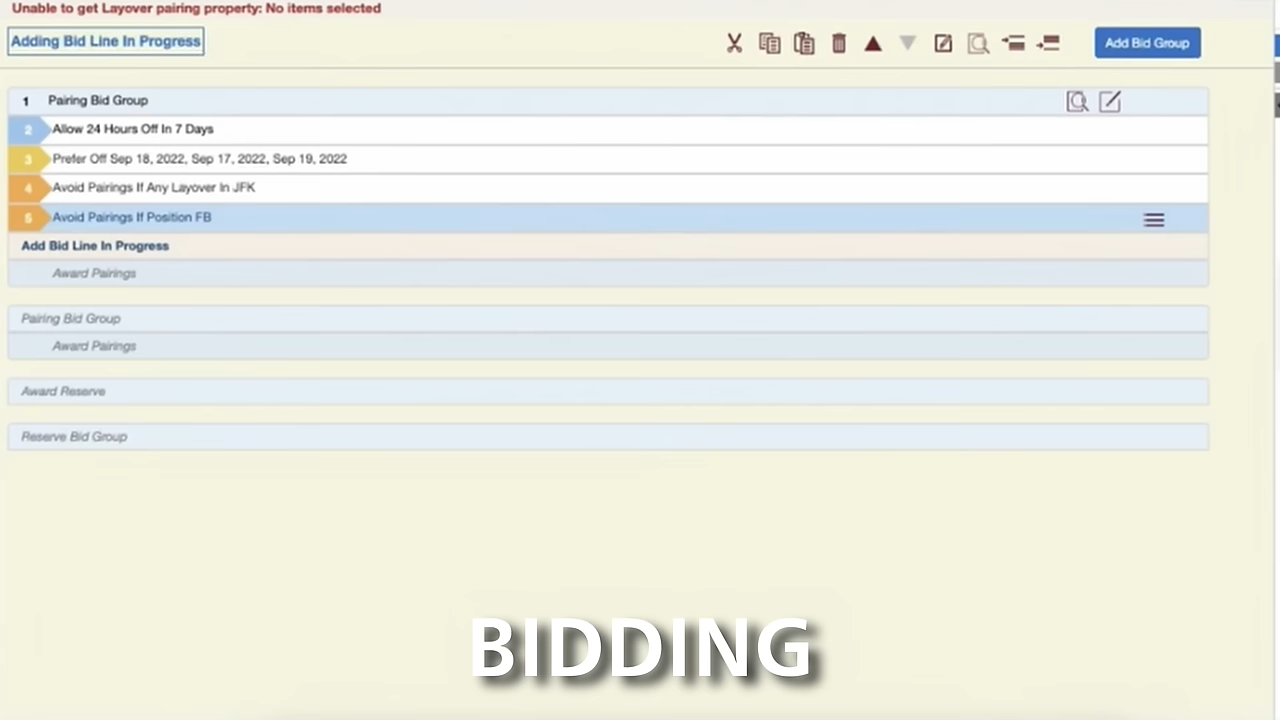 Unable to get Layover pairing property: No items selected
Adding Bid Line In Progress
Add Bid Group
1 Pairing Bid Group
2 Allow 24 Hours Off In 7 Days
3 Prefer Off Sep 18, 2022, Sep 17, 2022, Sep 19, 2022
4 Avoid Pairings If Any Layover In JFK
5 Avoid Pairings If Position FB
Add Bid Line In Progress
Award Pairings
Pairing Bid Group
Award Pairings
Award Reserve
Reserve Bid Group
BIDDING